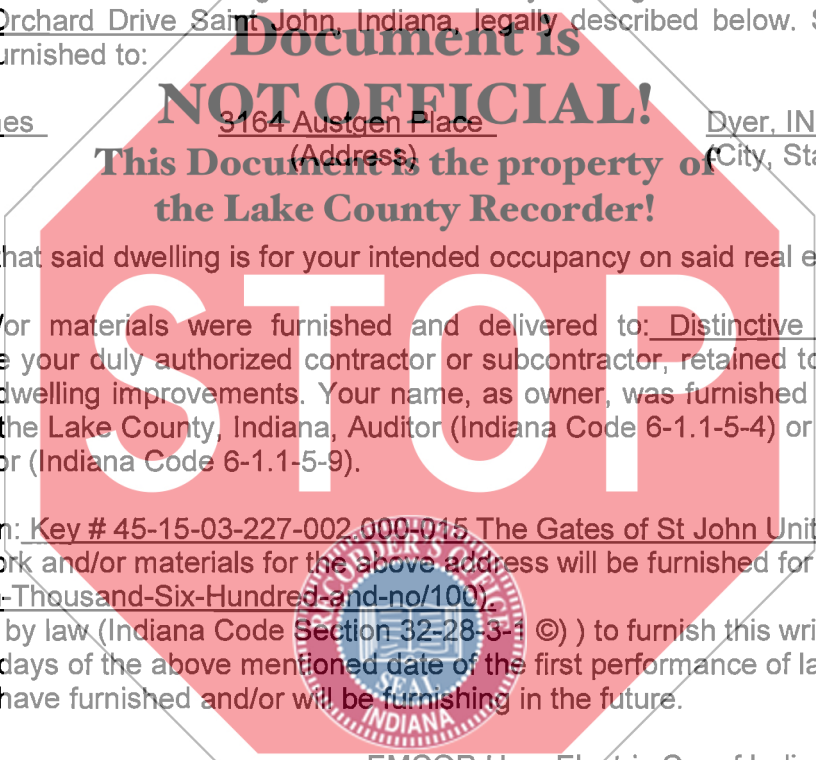 Orchard Drive Saint John, Indiana, legally described below.
urnished to:
Document is
NOT OFFICIAL!
This Document is the property of
the Lake County Recorder!
nes 3164 Austgen Place Dyer, IN
(Address) (City, Sta
that said dwelling is for your intended occupancy on said real e
/or materials were furnished and delivered to: Distinctive
e your duly authorized contractor or subcontractor, retained to
dwelling improvements. Your name, as owner, was furnished
the Lake County, Indiana, Auditor (Indiana Code 6-1.1-5-4) or
or (Indiana Code 6-1.1-5-9).
STOP
n: Key # 45-15-03-227-002.000-015 The Gates of St John Unit
ork and/or materials for the above address will be furnished for
-Thousand-Six-Hundred-and-no/100).
by law (Indiana Code Section 32-28-3-1 ©) ) to furnish this wri
days of the above mentioned date of the first performance of la
have furnished and/or will be furnishing in the future.
RECORDER'S OFFICE
SEAL
INDIANA